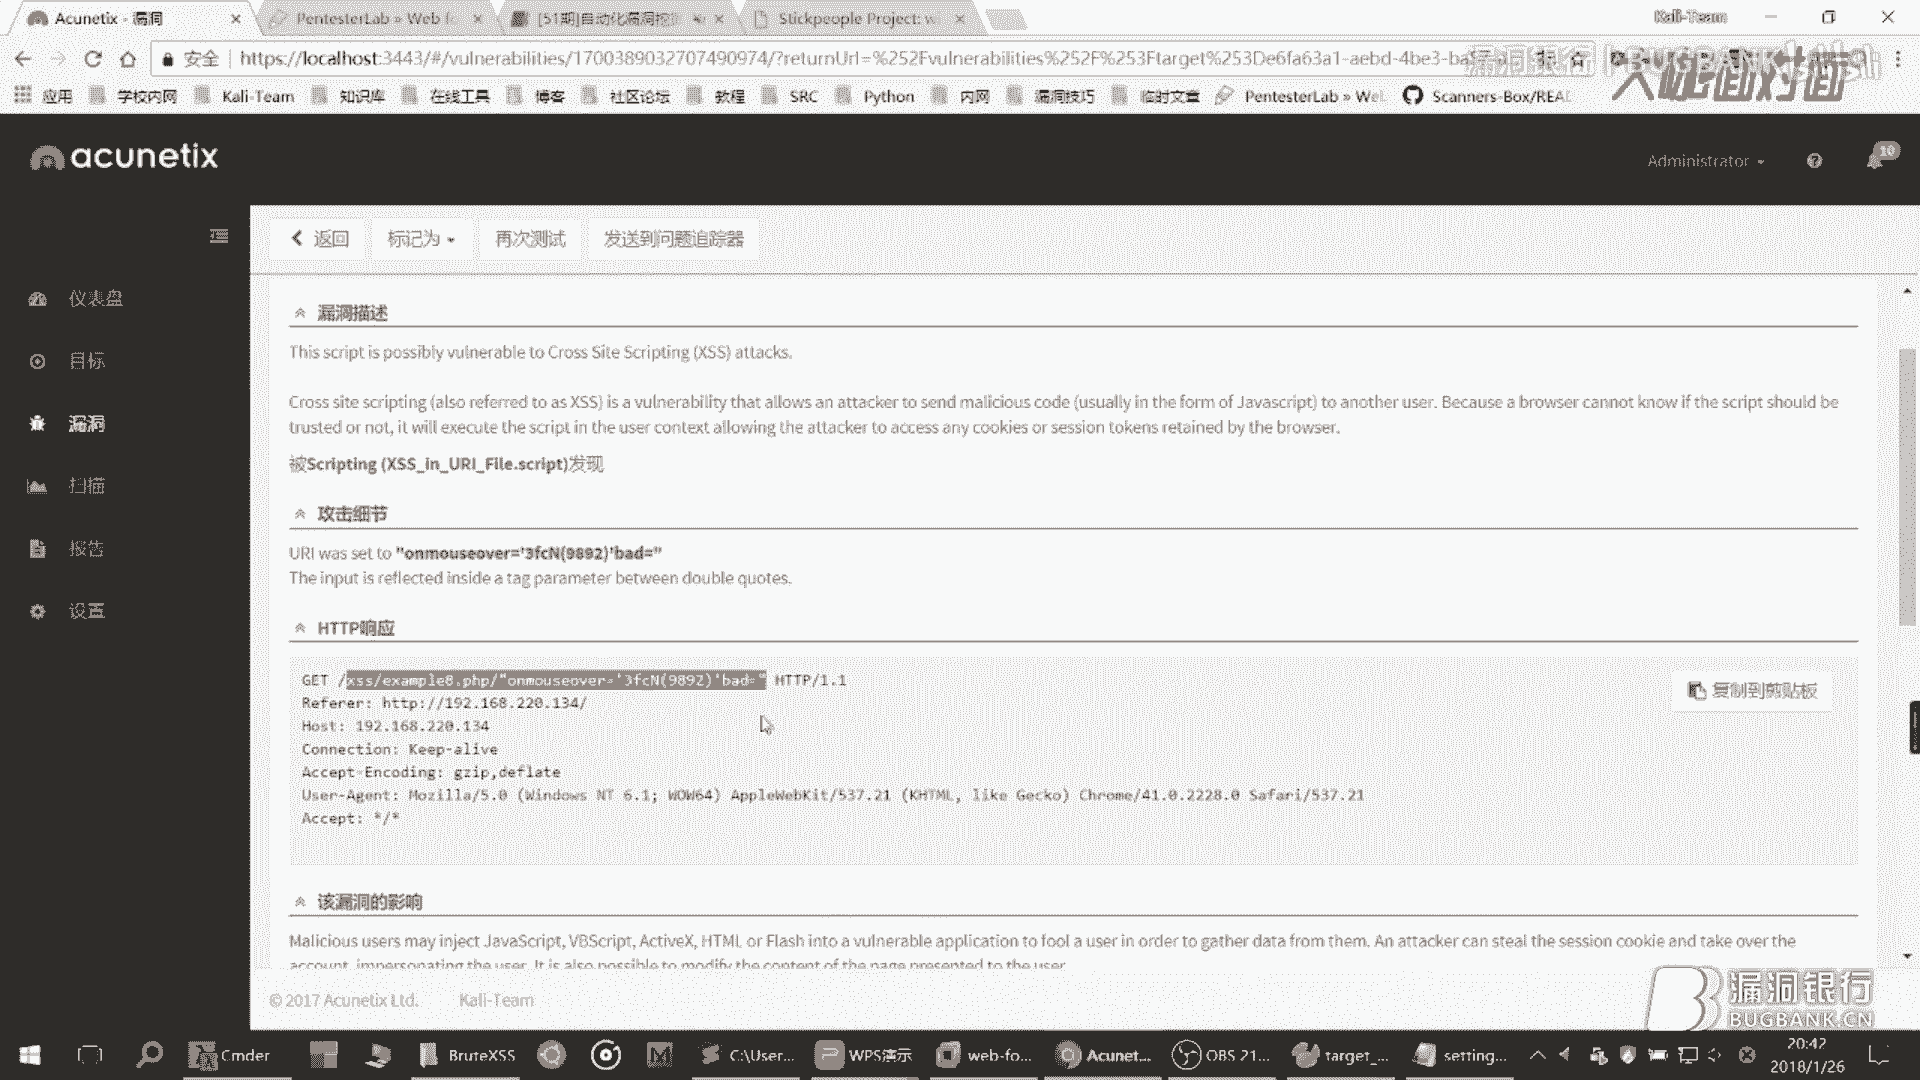 Acunetix - 漏洞
PentesterLab » Web f
[51期]自动化漏洞挖掘
Stickpeople Project: w
Kali-Team
安全
https://localhost:3443/#/vulnerabilities/1700389032707490974/?returnUrl=%252Fvulnerabilities%252F%253Ftarget%253De6fa63a1-aebd-4be3-ba
漏洞银行 BUGBANK
大咖面对面
应用 学校内网 Kali-Team 知识库 在线工具 博客 社区论坛 教程 SRC Python 内网 漏洞技巧 临时文章 PentesterLab » Web Scanners-Box/READ
acunetix
Administrator
10
返回 标记为 再次测试 发送到问题追踪器
仪表盘
目标
漏洞
扫描
报告
设置
漏洞描述
This script is possibly vulnerable to Cross Site Scripting (XSS) attacks.
Cross site scripting (also referred to as XSS) is a vulnerability that allows an attacker to send malicious code (usually in the form of Javascript) to another user. Because a browser cannot know if the script should be
trusted or not, it will execute the script in the user context allowing the attacker to access any cookies or session tokens retained by the browser.
被Scripting (XSS_in_URI_File.script)发现
攻击细节
URI was set to "onmouseover='3fcN(9892)'bad="
The input is reflected inside a tag parameter between double quotes.
HTTP响应
GET /xss/example8.php/"onmouseover='3fcN(9892)'bad=" HTTP/1.1
Referer: http://192.168.220.134/
Host: 192.168.220.134
Connection: Keep-alive
Accept-Encoding: gzip,deflate
User-Agent: Mozilla/5.0 (Windows NT 6.1; WOW64) AppleWebKit/537.21 (KHTML, like Gecko) Chrome/41.0.2228.0 Safari/537.21
Accept: */*
复制到剪贴板
该漏洞的影响
Malicious users may inject JavaScript, VBScript, ActiveX, HTML or Flash into a vulnerable application to fool a user in order to gather data from them. An attacker can steal the session cookie and take over the
account, impersonating the user. It is also possible to modify the content of the page presented to the user.
© 2017 Acunetix Ltd. Kali-Team
漏洞银行
BUGBANK.CN
Cmder
BruteXSS
C:\User...
WPS演示
web-fo...
Acunet...
OBS 21...
target_...
setting...
20:42
2018/1/26